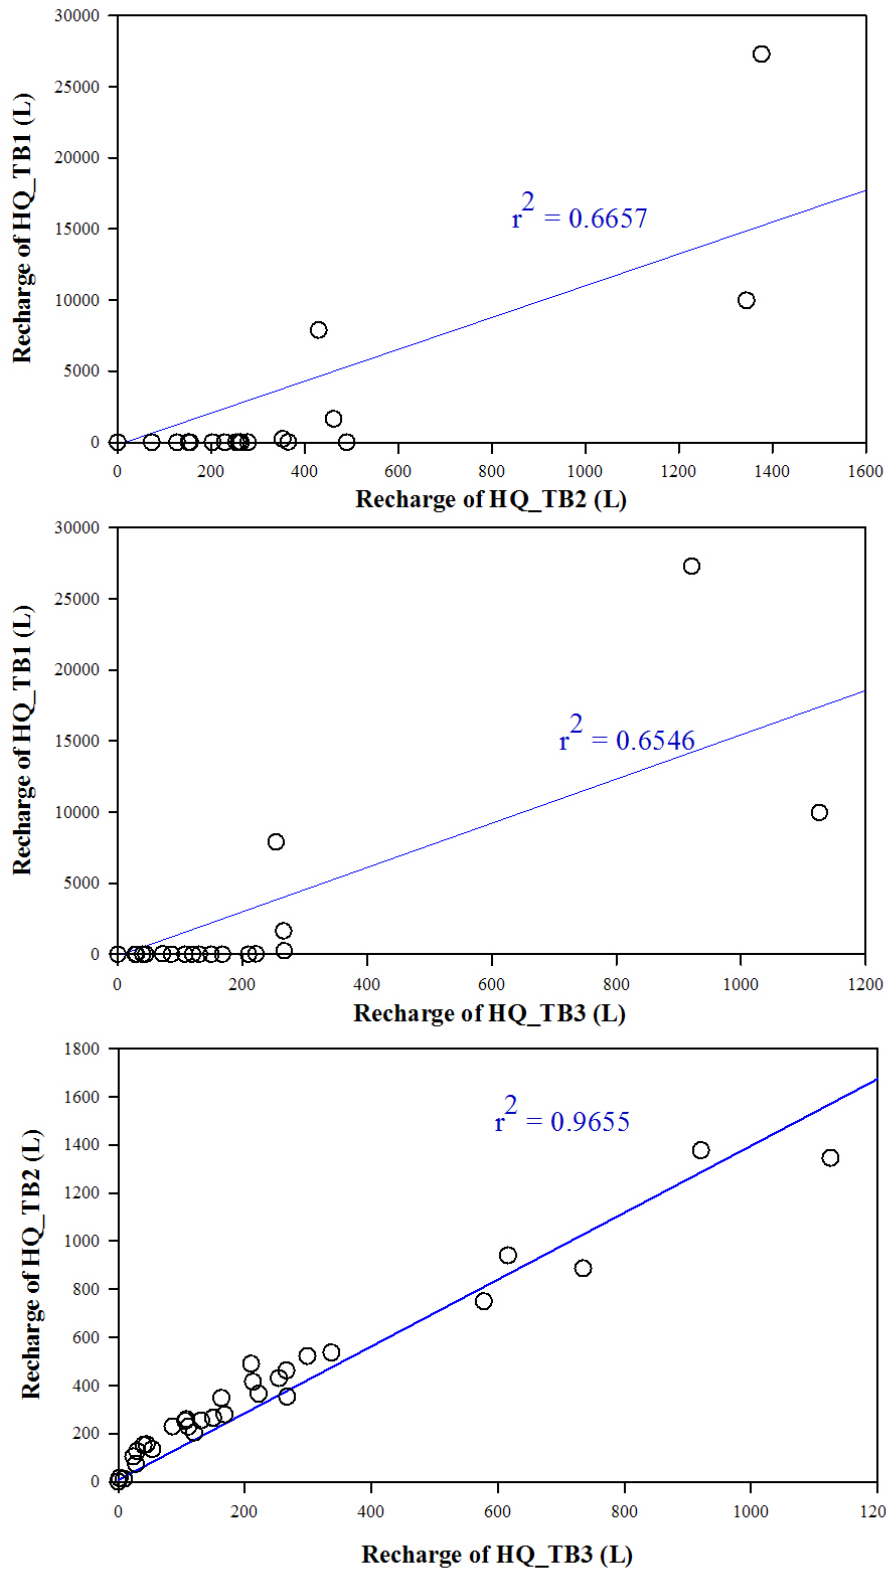 30000
25000
20000
15000
10000
5000
0
Recharge of HQ_TB1 (L)
r2 = 0.6657
0 200 400 600 800 1000 1200 1400 1600
Recharge of HQ_TB2 (L)
30000
25000
20000
15000
10000
5000
0
Recharge of HQ_TB1 (L)
r2 = 0.6546
0 200 400 600 800 1000 1200
Recharge of HQ_TB3 (L)
1800
1600
1400
1200
1000
800
600
400
200
0
Recharge of HQ_TB2 (L)
r2 = 0.9655
0 200 400 600 800 1000 120
Recharge of HQ_TB3 (L)